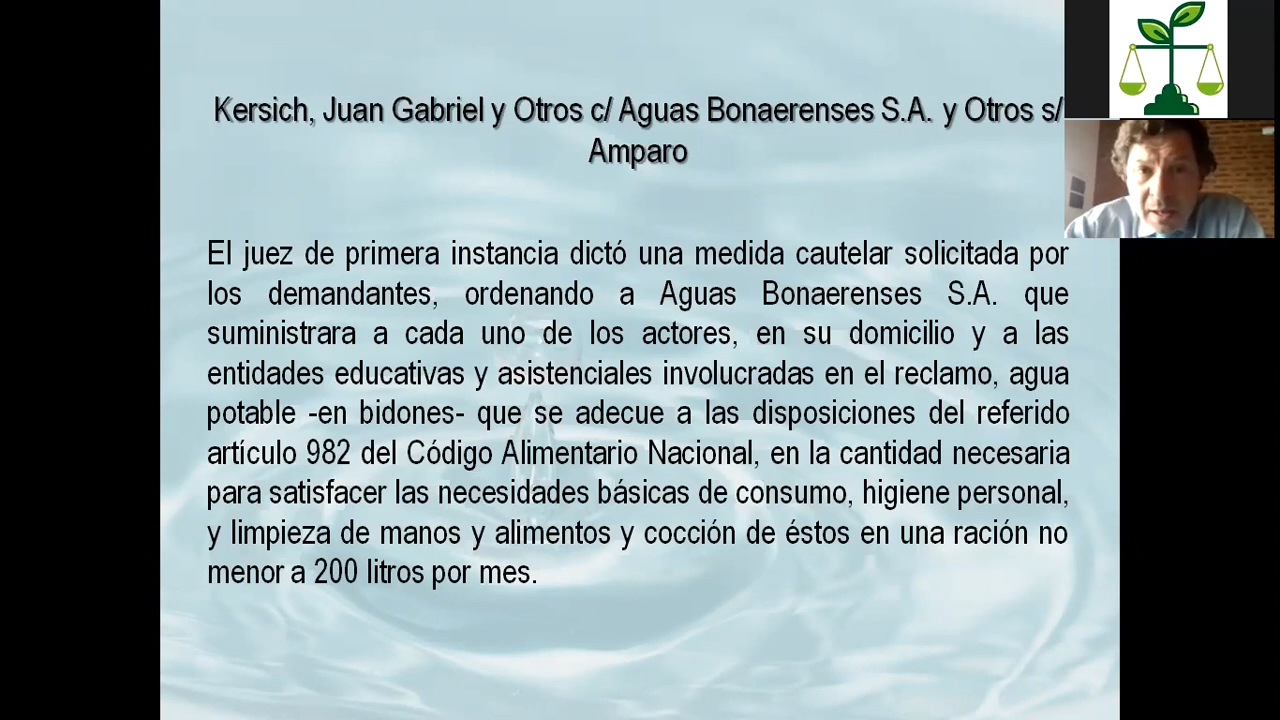 Kersich, Juan Gabriel y Otros c/ Aguas Bonaerenses S.A. y Otros s/
Amparo
El juez de primera instancia dictó una medida cautelar solicitada por
los demandantes, ordenando a Aguas Bonaerenses S.A. que
suministrara a cada uno de los actores, en su domicilio y a las
entidades educativas y asistenciales involucradas en el reclamo, agua
potable -en bidones- que se adecue a las disposiciones del referido
artículo 982 del Código Alimentario Nacional, en la cantidad necesaria
para satisfacer las necesidades básicas de consumo, higiene personal,
y limpieza de manos y alimentos y cocción de éstos en una ración no
menor a 200 litros por mes.